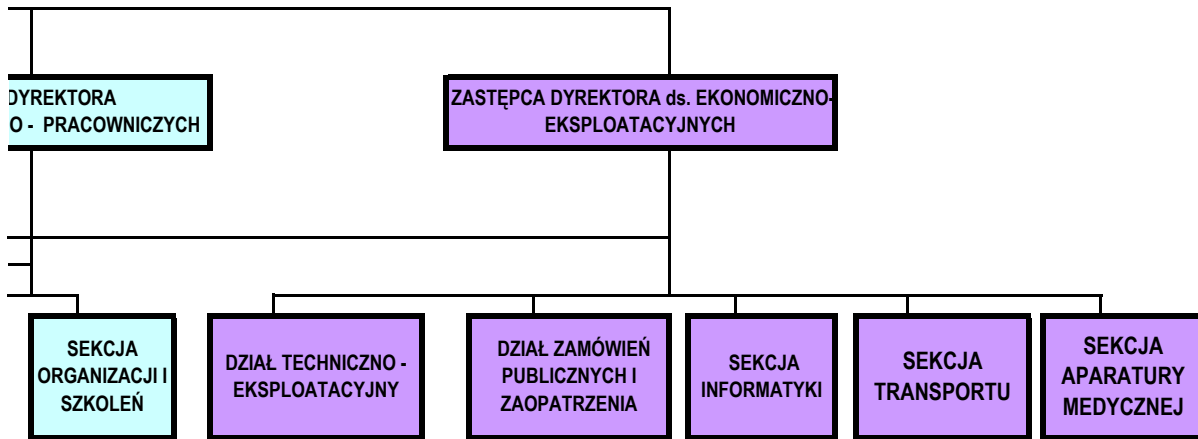 DYREKTORA
O - PRACOWNICZYCH
ZASTĘPCA DYREKTORA ds. EKONOMICZNO-
EKSPLOATACYJNYCH
SEKCJA
ORGANIZACJI I
SZKOLEŃ
DZIAŁ TECHNICZNO -
EKSPLOATACYJNY
DZIAŁ ZAMÓWIEŃ
PUBLICZNYCH I
ZAOPATRZENIA
SEKCJA
INFORMATYKI
SEKCJA
TRANSPORTU
SEKCJA
APARATURY
MEDYCZNEJ